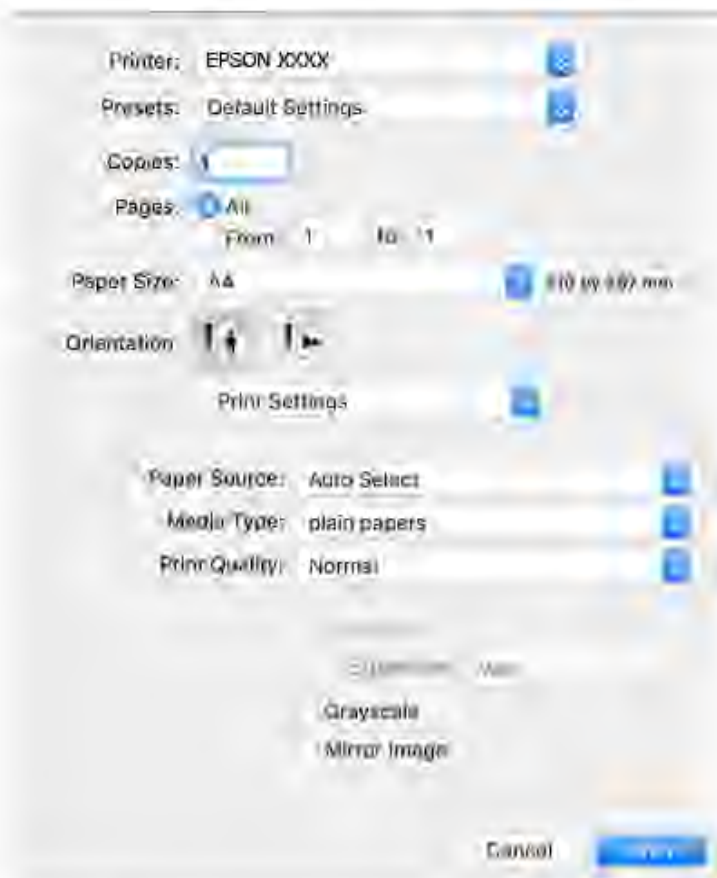 Printer: EPSON XXXX
Presets: Default Settings
Copies: 1
Pages: All
From: 1 to: 1
Paper Size: A4
Orientation
Print Settings
Paper Source: Auto Select
Media Type: plain papers
Print Quality: Normal
Grayscale
Mirror Image
Cancel